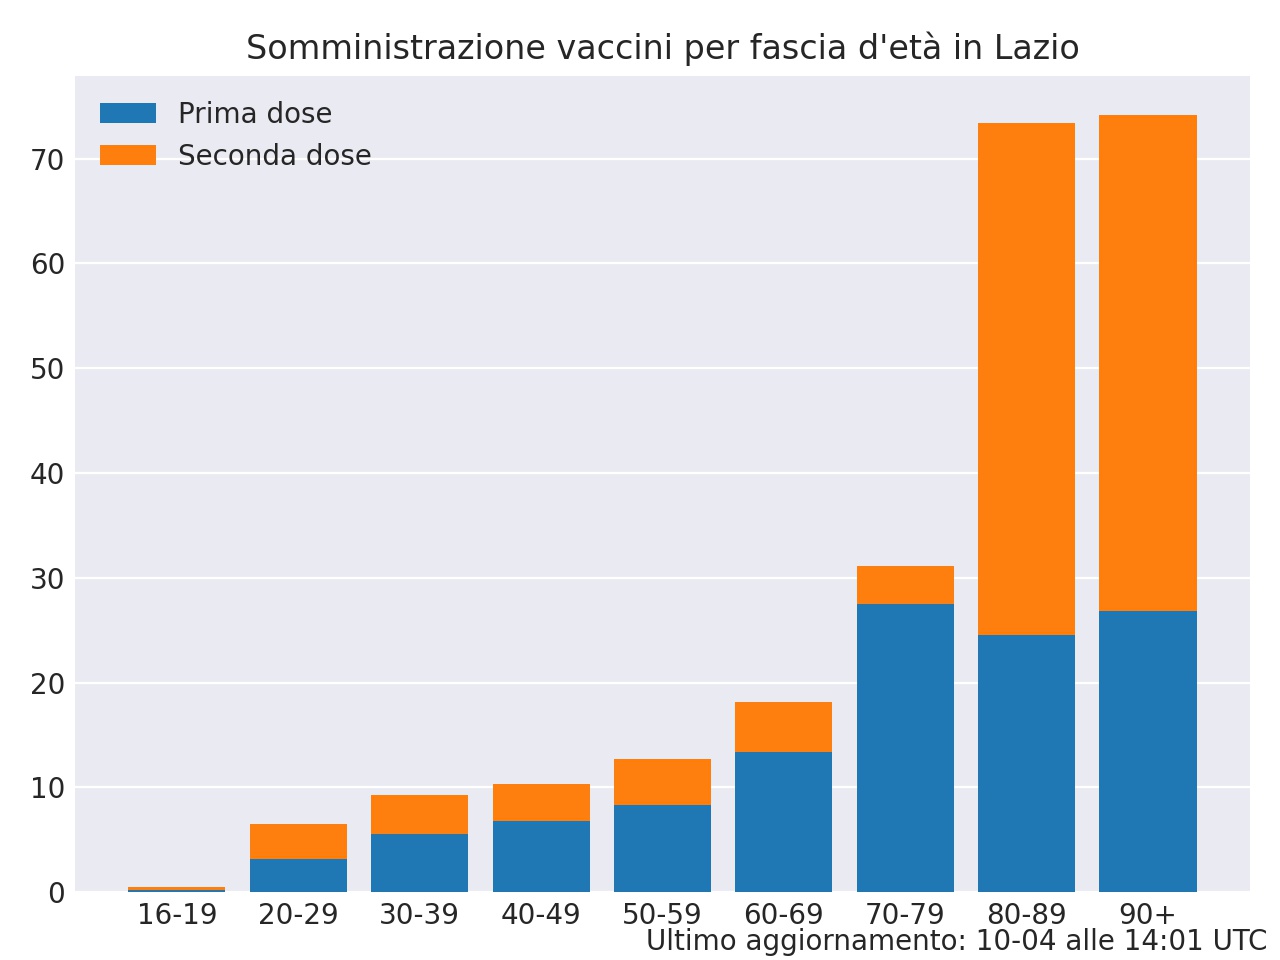 Somministrazione vaccini per fascia d'età in Lazio
Prima dose
Seconda dose
70
60
50
40
30
20
10
0
16-19 20-29 30-39 40-49 50-59 60-69 70-79 80-89 90+
Ultimo aggiornamento: 10-04 alle 14:01 UTC